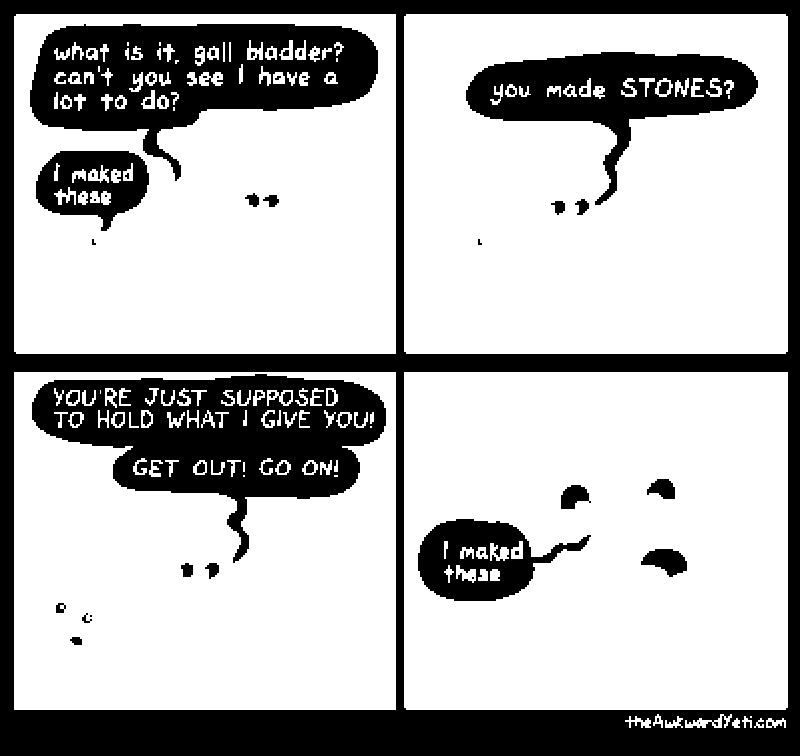 what is it, gall bladder?
can't you see I have a
lot to do?
I maked
these
you made STONES?
YOU'RE JUST SUPPOSED
TO HOLD WHAT I GIVE YOU!
GET OUT! GO ON!
I maked
these
theAwkwardYeti.com